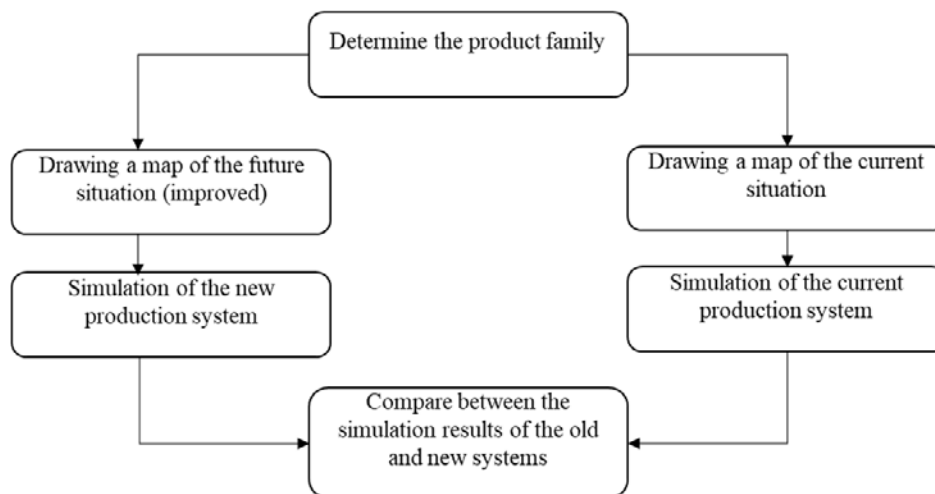 Determine the product family
Drawing a map of the future
situation (improved)
Drawing a map of the current
situation
Simulation of the new
production system
Simulation of the current
production system
Compare between the
simulation results of the old
and new systems